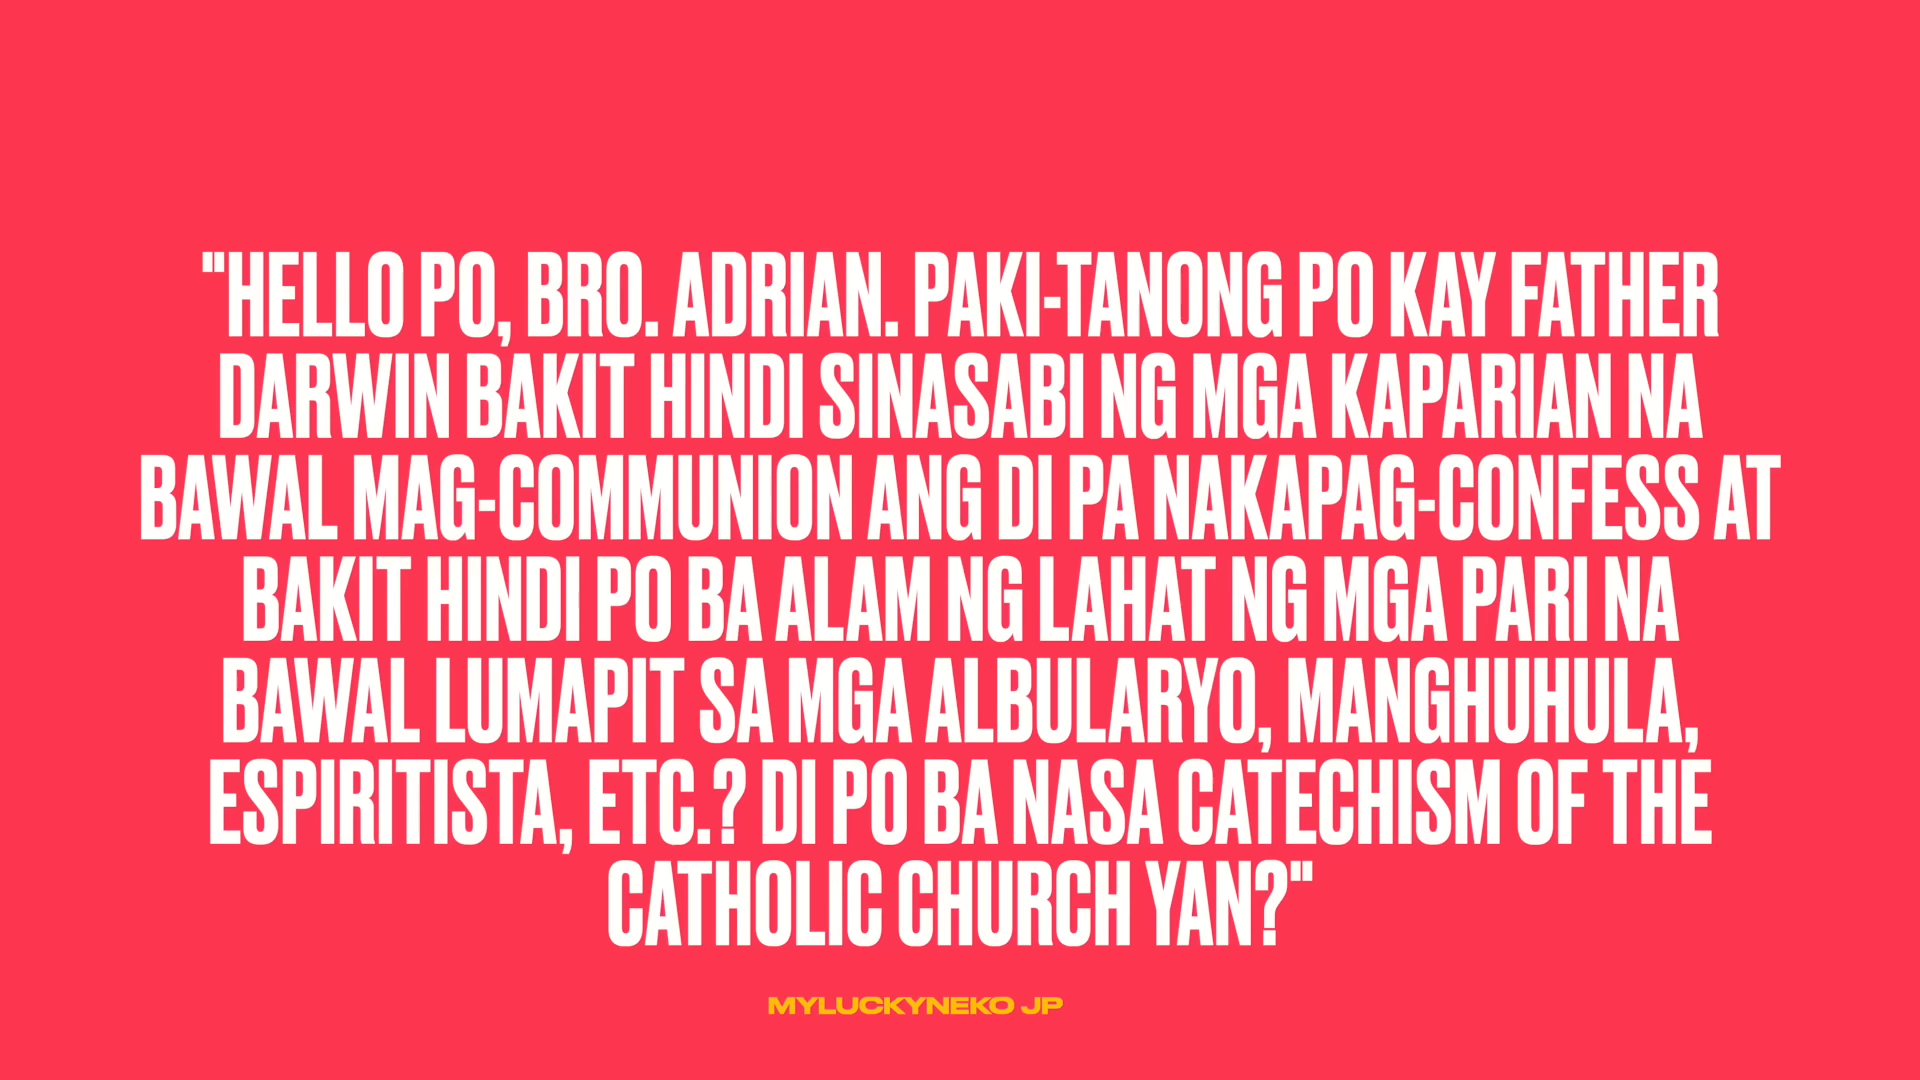 "HELLO PO, BRO. ADRIAN. PAKI-TANONG PO KAY FATHER
DARWIN BAKIT HINDI SINASABI NG MGA KAPARIAN NA
BAWAL MAG-COMMUNION ANG DI PA NAKAPAG-CONFESS AT
BAKIT HINDI PO BA ALAM NG LAHAT NG MGA PARI NA
BAWAL LUMAPIT SA MGA ALBULARYO, MANGHUHULA,
ESPIRITISTA, ETC.? DI PO BA NASA CATECHISM OF THE
CATHOLIC CHURCH YAN?"
MYLUCKYNEKO JP